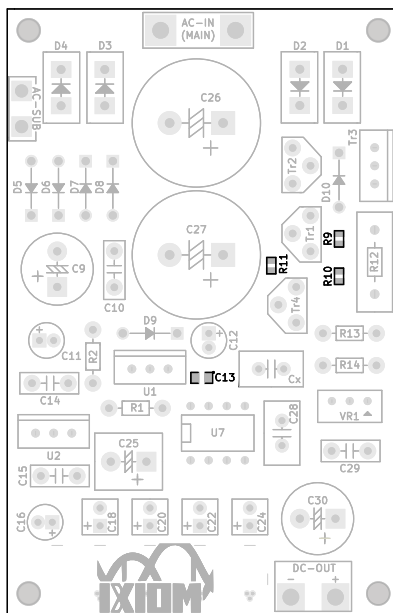 AC-IN
(MAIN)
D4
D3
D2
D1
AC-SUB
C26
Tr3
Tr2
D5
D6
D7
D8
D10
Tr1
R9
C27
R12
R11
R10
C9
C10
Tr4
D9
C12
R13
C11
R2
R14
C13
U1
Cx
C14
R1
VR1
C28
U7
U2
C25
C15
C29
C16
C18
C20
C22
C24
C30
DC-OUT
IXIOM